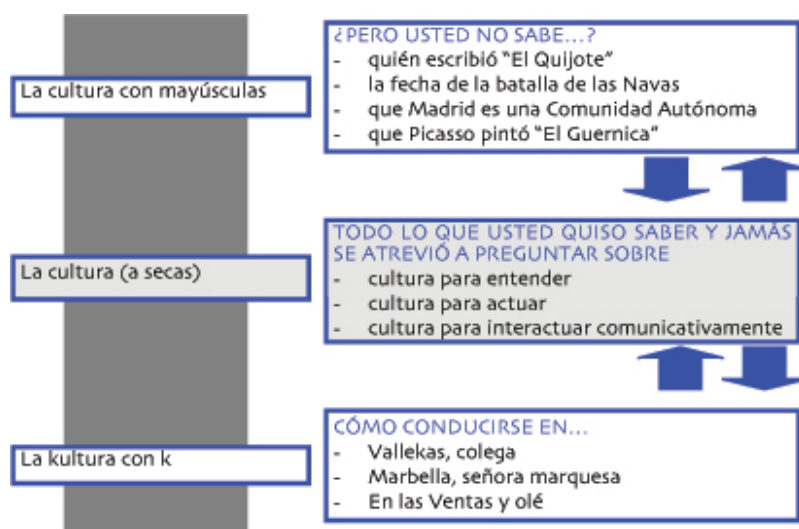 La cultura con mayúsculas
¿PERO USTED NO SABE...?
- quién escribió “El Quijote”
- la fecha de la batalla de las Navas
- que Madrid es una Comunidad Autónoma
- que Picasso pintó “El Guernica”
La cultura (a secas)
TODO LO QUE USTED QUISO SABER Y JAMÁS
SE ATREVIÓ A PREGUNTAR SOBRE
- cultura para entender
- cultura para actuar
- cultura para interactuar comunicativamente
La kultura con k
CÓMO CONDUCIRSE EN...
- Vallekas, colega
- Marbella, señora marquesa
- En las Ventas y olé